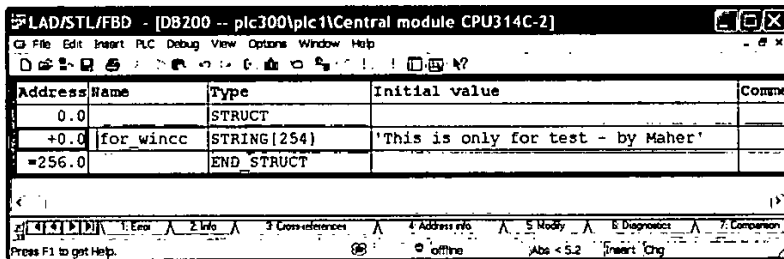 LAD/STL/FBD - [DB200 -- plc300\plc1\Central module CPU314C-2]
File Edit Insert PLC Debug View Options Window Help
Address Name Type Initial value Comme
0.0 STRUCT
+0.0 for_wincc STRING[254] 'This is only for test - by Maher'
=256.0 END_STRUCT
1: Error 2: Info 3: Cross-references 4: Address info 5: Modify 6: Diagnostics 7: Comparison
Press F1 to get Help. offline Abs < 5.2 Insert Chg